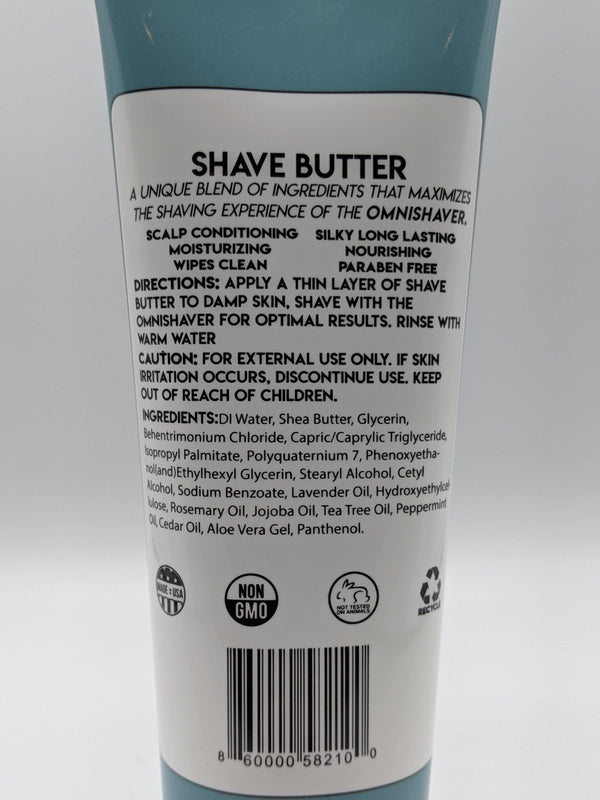 SHAVE BUTTER
A UNIQUE BLEND OF INGREDIENTS THAT MAXIMIZES
THE SHAVING EXPERIENCE OF THE OMNISHAVER.
SCALP CONDITIONING SILKY LONG LASTING
MOISTURIZING NOURISHING
WIPES CLEAN PARABEN FREE
DIRECTIONS: APPLY A THIN LAYER OF SHAVE
BUTTER TO DAMP SKIN, SHAVE WITH THE
OMNISHAVER FOR OPTIMAL RESULTS. RINSE WITH
WARM WATER
CAUTION: FOR EXTERNAL USE ONLY. IF SKIN
IRRITATION OCCURS, DISCONTINUE USE. KEEP
OUT OF REACH OF CHILDREN.
INGREDIENTS:DI Water, Shea Butter, Glycerin,
Behentrimonium Chloride, Capric/Caprylic Triglyceride,
Isopropyl Palmitate, Polyquaternium 7, Phenoxyetha-
nol(and)Ethylhexyl Glycerin, Stearyl Alcohol, Cetyl
Alcohol, Sodium Benzoate, Lavender Oil, Hydroxyethylcel-
lulose, Rosemary Oil, Jojoba Oil, Tea Tree Oil, Peppermint
Oil, Cedar Oil, Aloe Vera Gel, Panthenol.
MADE IN USA
NON
GMO
NOT TESTED
ON ANIMALS
RECYCLE
8 60000 58210 0